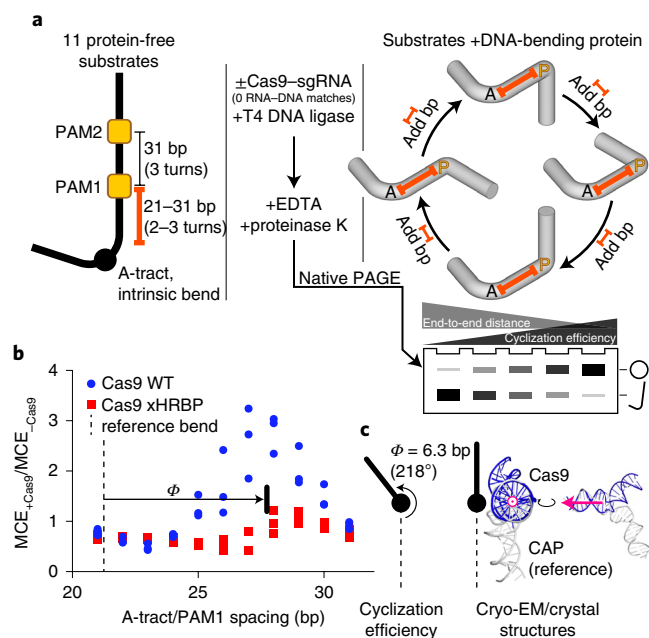 a
11 protein-free
substrates
PAM2
31 bp
(3 turns)
PAM1
21–31 bp
(2–3 turns)
A-tract,
intrinsic bend
±Cas9–sgRNA
(0 RNA–DNA matches)
+T4 DNA ligase
+EDTA
+proteinase K
Native PAGE
Substrates +DNA-bending protein
A
P
Add bp
A
P
Add bp
A
P
Add bp
A
P
Add bp
End-to-end distance
Cyclization efficiency
b
MCE+Cas9/MCE–Cas9
4
3
2
1
0
Cas9 WT
Cas9 xHRBP
reference bend
Φ
20
25
30
A-tract/PAM1 spacing (bp)
c
Φ = 6.3 bp
(218°)
Cas9
CAP
(reference)
Cyclization
efficiency
Cryo-EM/crystal
structures